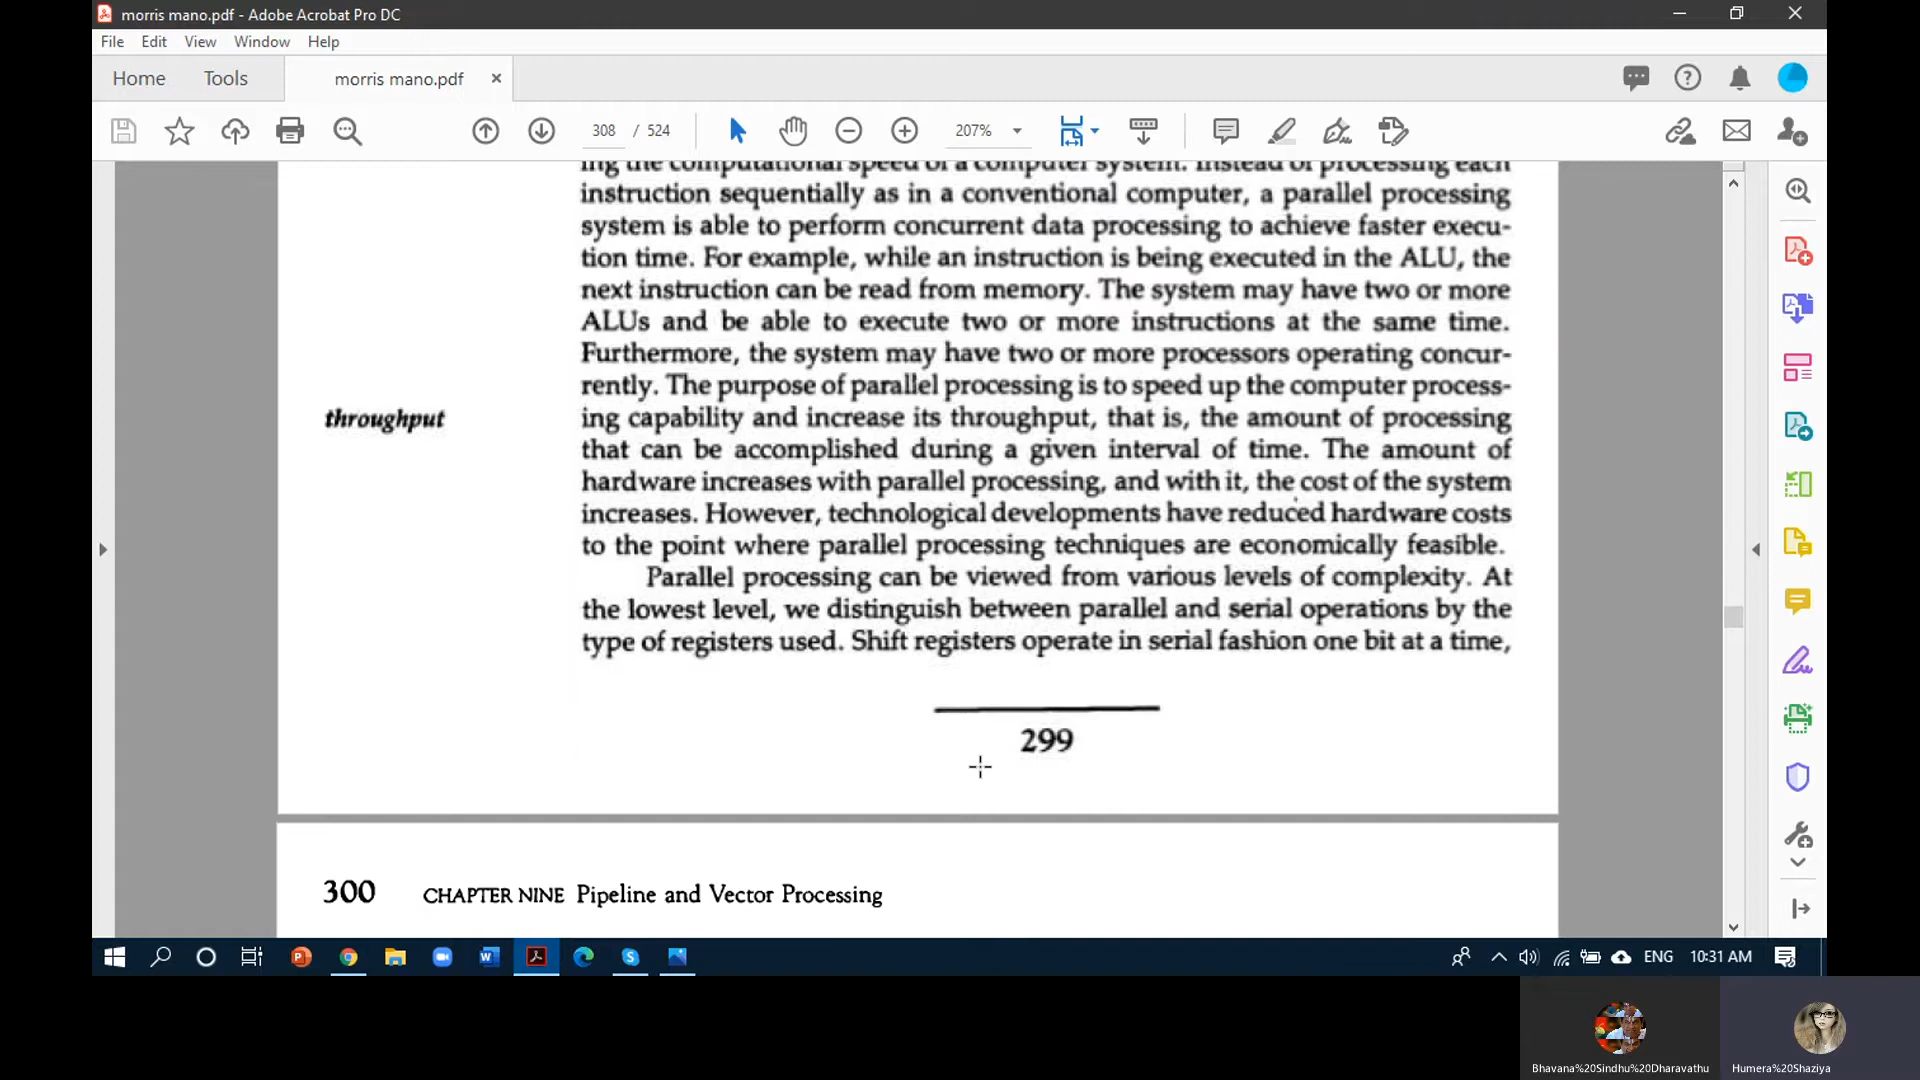 morris mano.pdf - Adobe Acrobat Pro DC
File Edit View Window Help
Home Tools morris mano.pdf
308 / 524 207%
ing the computational speed of a computer system. Instead of processing each
instruction sequentially as in a conventional computer, a parallel processing
system is able to perform concurrent data processing to achieve faster execu-
tion time. For example, while an instruction is being executed in the ALU, the
next instruction can be read from memory. The system may have two or more
ALUs and be able to execute two or more instructions at the same time.
Furthermore, the system may have two or more processors operating concur-
rently. The purpose of parallel processing is to speed up the computer process-
throughput
ing capability and increase its throughput, that is, the amount of processing
that can be accomplished during a given interval of time. The amount of
hardware increases with parallel processing, and with it, the cost of the system
increases. However, technological developments have reduced hardware costs
to the point where parallel processing techniques are economically feasible.
Parallel processing can be viewed from various levels of complexity. At
the lowest level, we distinguish between parallel and serial operations by the
type of registers used. Shift registers operate in serial fashion one bit at a time,
299
300 CHAPTER NINE Pipeline and Vector Processing
ENG 10:31 AM
Bhavana%20Sindhu%20Dharavathu
Humera%20Shaziya